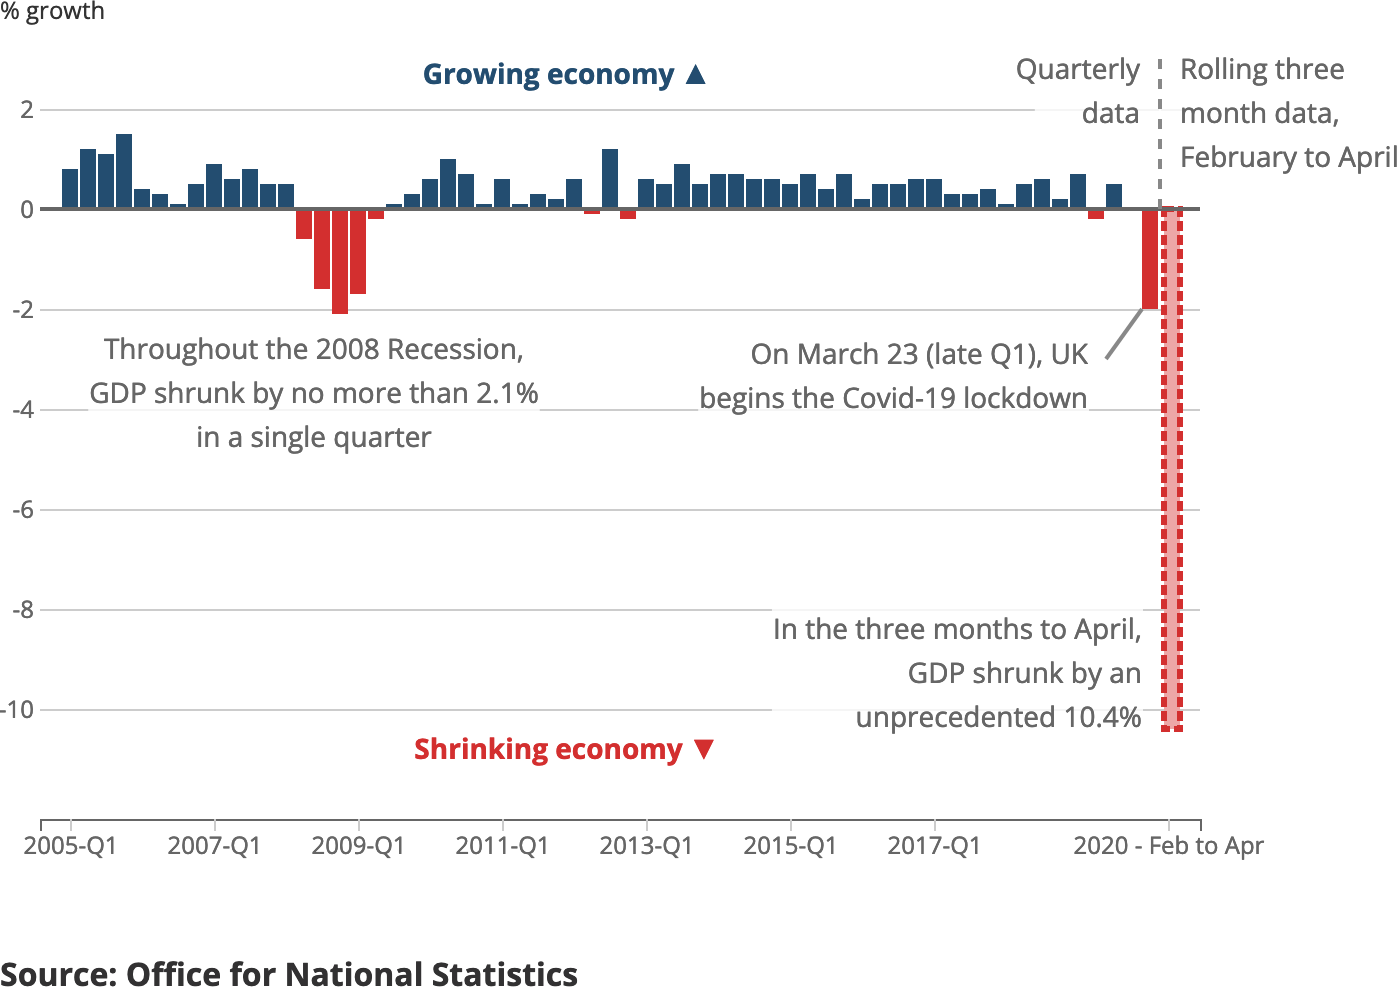 % growth
Growing economy ▲
Quarterly
data
Rolling three
month data,
February to April
2
0
-2
-4
-6
-8
-10
Throughout the 2008 Recession,
GDP shrunk by no more than 2.1%
in a single quarter
On March 23 (late Q1), UK
begins the Covid-19 lockdown
In the three months to April,
GDP shrunk by an
unprecedented 10.4%
Shrinking economy ▼
2005-Q1
2007-Q1
2009-Q1
2011-Q1
2013-Q1
2015-Q1
2017-Q1
2020 - Feb to Apr
Source: Office for National Statistics